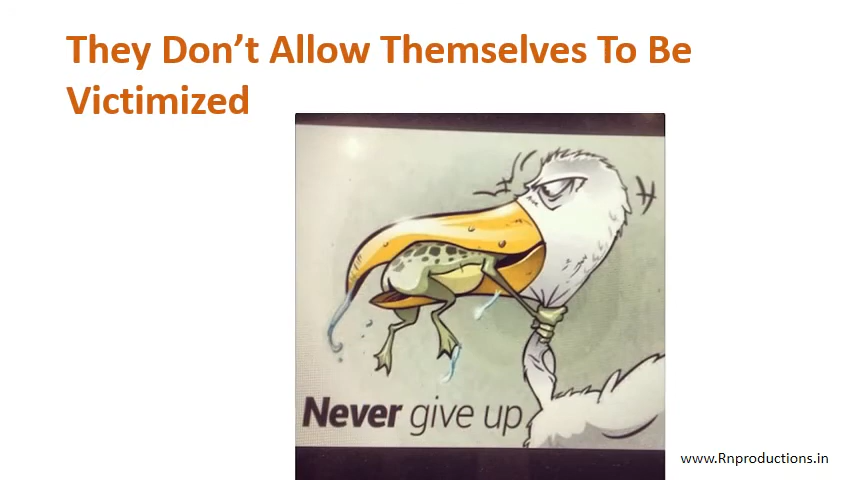 They Don’t Allow Themselves To Be
Victimized
Never give up
www.Rnproductions.in